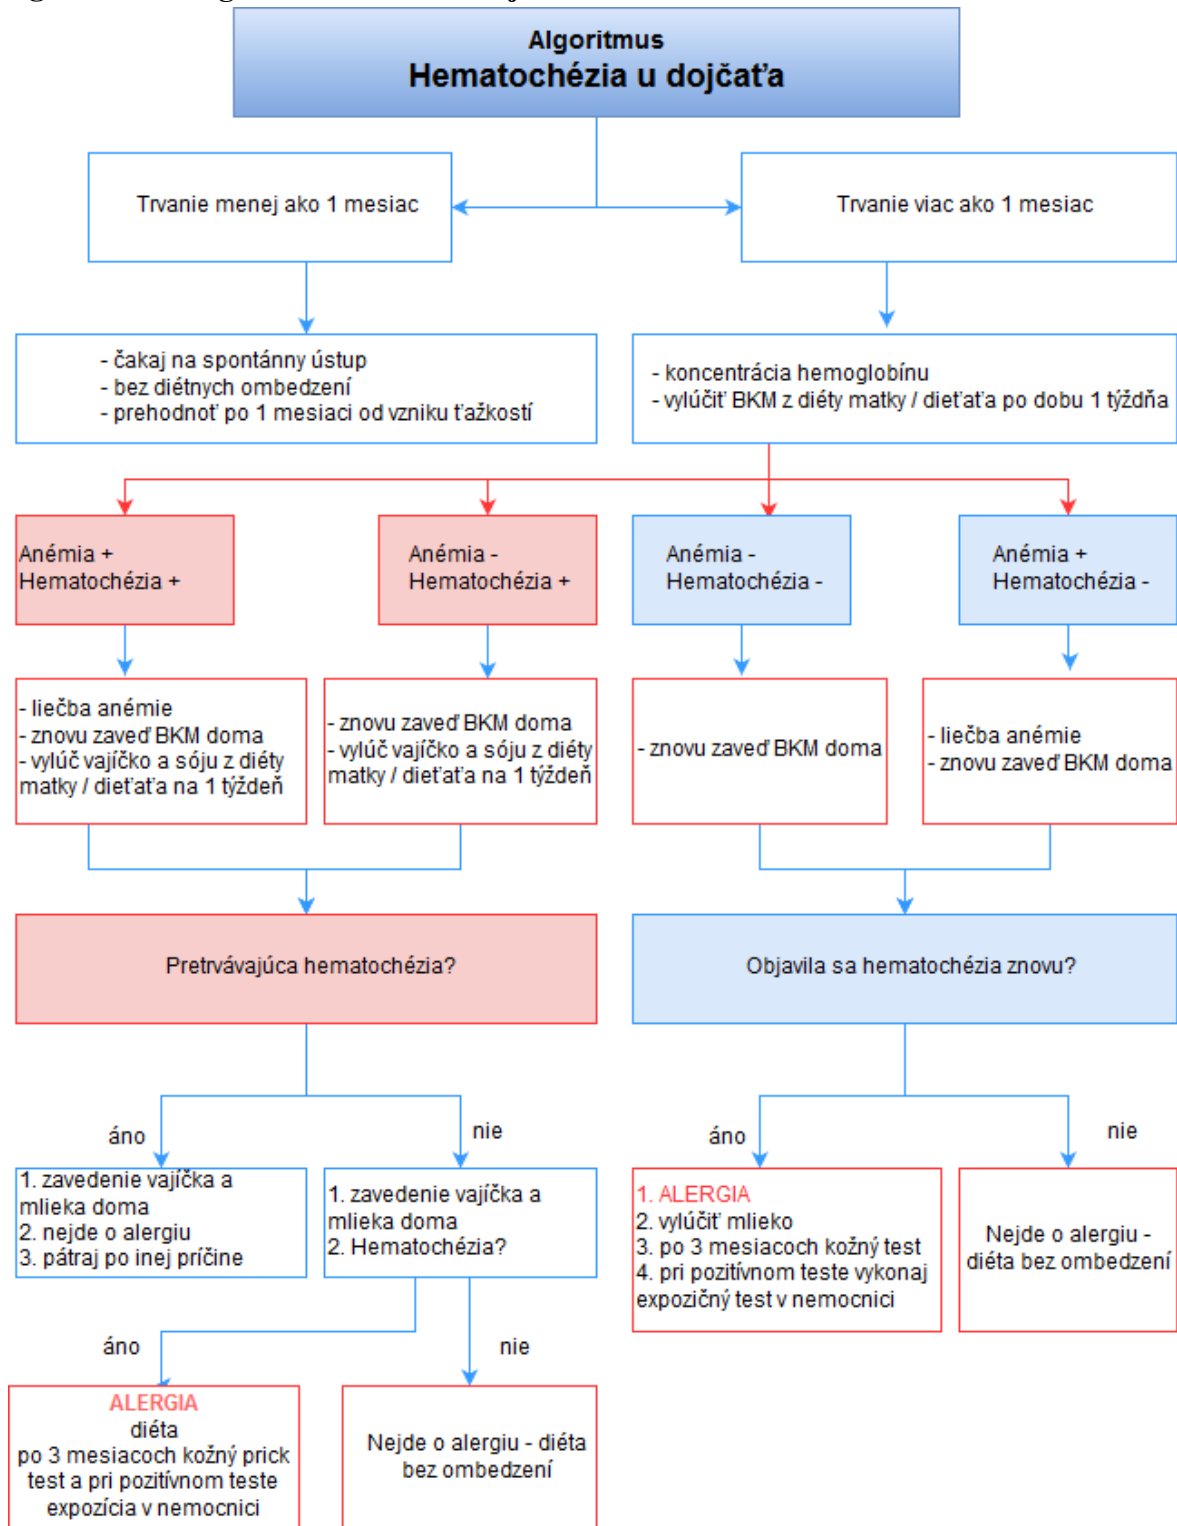 Algoritmus
Hematochézia u dojčaťa
Trvanie menej ako 1 mesiac
Trvanie viac ako 1 mesiac
- čakaj na spontánny ústup
- bez diétnych ombedzení
- prehodnoť po 1 mesiaci od vzniku ťažkostí
- koncentrácia hemoglobínu
- vylúčiť BKM z diéty matky / dieťaťa po dobu 1 týždňa
Anémia +
Hematochézia +
Anémia -
Hematochézia +
Anémia -
Hematochézia -
Anémia +
Hematochézia -
- liečba anémie
- znovu zaveď BKM doma
- vylúč vajíčko a sóju z diéty
matky / dieťaťa na 1 týždeň
- znovu zaveď BKM doma
- vylúč vajíčko a sóju z diéty
matky / dieťaťa na 1 týždeň
- znovu zaveď BKM doma
- liečba anémie
- znovu zaveď BKM doma
Pretrvávajúca hematochézia?
Objavila sa hematochézia znovu?
áno
nie
áno
nie
1. zavedenie vajíčka a
mlieka doma
2. nejde o alergiu
3. pátraj po inej príčine
1. zavedenie vajíčka a
mlieka doma
2. Hematochézia?
1. ALERGIA
2. vylúčiť mlieko
3. po 3 mesiacoch kožný test
4. pri pozitívnom teste vykonaj
expozičný test v nemocnici
Nejde o alergiu -
diéta bez ombedzení
áno
nie
ALERGIA
diéta
po 3 mesiacoch kožný prick
test a pri pozitívnom teste
expozícia v nemocnici
Nejde o alergiu - diéta
bez ombedzení